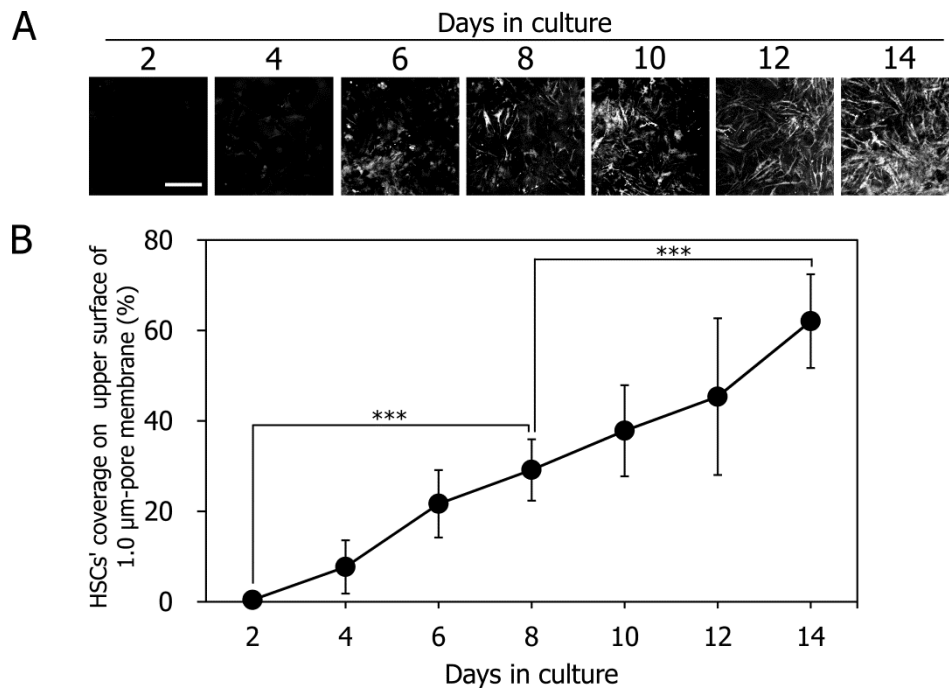 A
Days in culture
2 4 6 8 10 12 14
B
HSCs' coverage on upper surface of
1.0 µm-pore membrane (%)
80
60
40
20
0
***
***
2 4 6 8 10 12 14
Days in culture